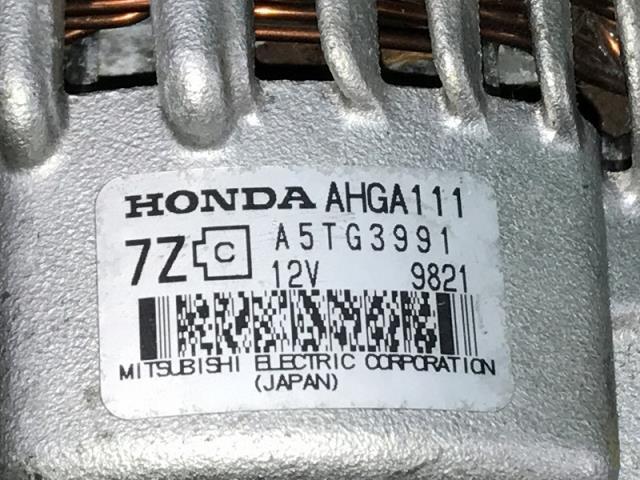 HONDA AHGA111
7Z C A5TG3991
12V 9821
MITSUBISHI ELECTRIC CORPORATION
(JAPAN)